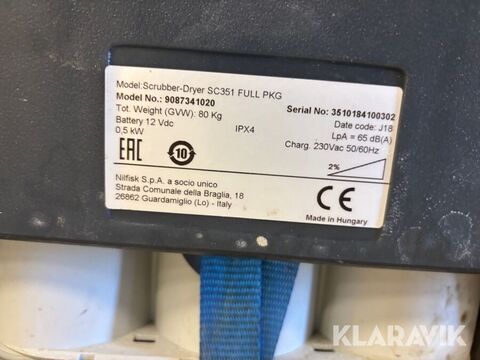 Model:Scrubber-Dryer SC351 FULL PKG
Model No.: 9087341020
Serial No: 3510184100302
Tot. Weight (GVW): 80 Kg
Date code: J18
Battery 12 Vdc
IPX4
LpA = 65 dB(A)
0,5 kW
Charg. 230Vac 50/60Hz
EAC
10
2%
CE
Nilfisk S.p.A. a socio unico
Strada Comunale della Braglia, 18
26862 Guardamiglio (Lo) - Italy
Made in Hungary
KLARAVIK